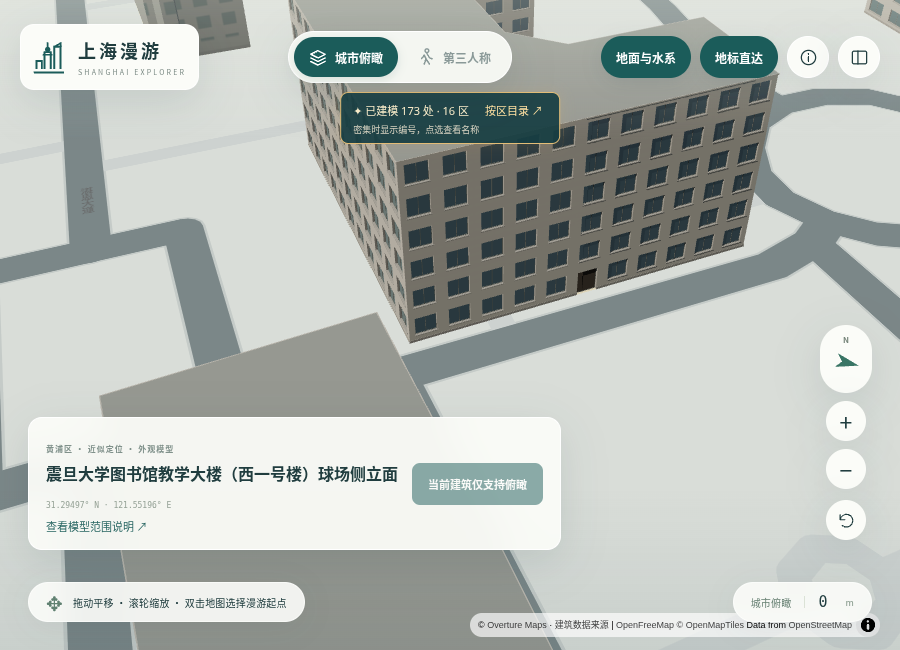 上海漫游
SHANGHAI EXPLORER
城市俯瞰
第三人称
地面与水系
地标直达
✦ 已建模 173 处 · 16 区 按区目录 ↗
密集时显示编号，点选查看名称
N
黄浦区 · 近似定位 · 外观模型
震旦大学图书馆教学大楼（西一号楼）球场侧立面
当前建筑仅支持俯瞰
31.29497° N · 121.55196° E
查看模型范围说明 ↗
拖动平移 · 滚轮缩放 · 双击地图选择漫游起点
城市俯瞰 0 m
© Overture Maps · 建筑数据来源 | OpenFreeMap © OpenMapTiles Data from OpenStreetMap